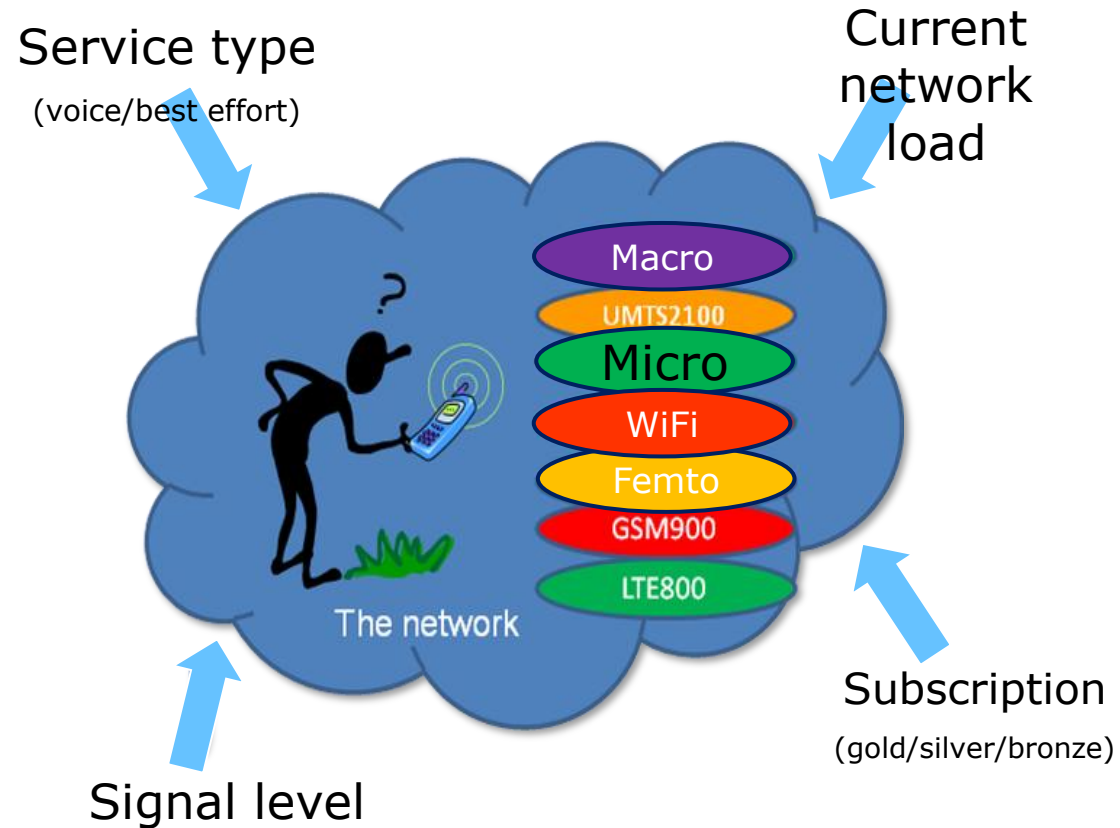 Service type
(voice/best effort)
Current
network
load
Macro
UMTS2100
Micro
WiFi
Femto
GSM900
LTE800
?
The network
Subscription
(gold/silver/bronze)
Signal level